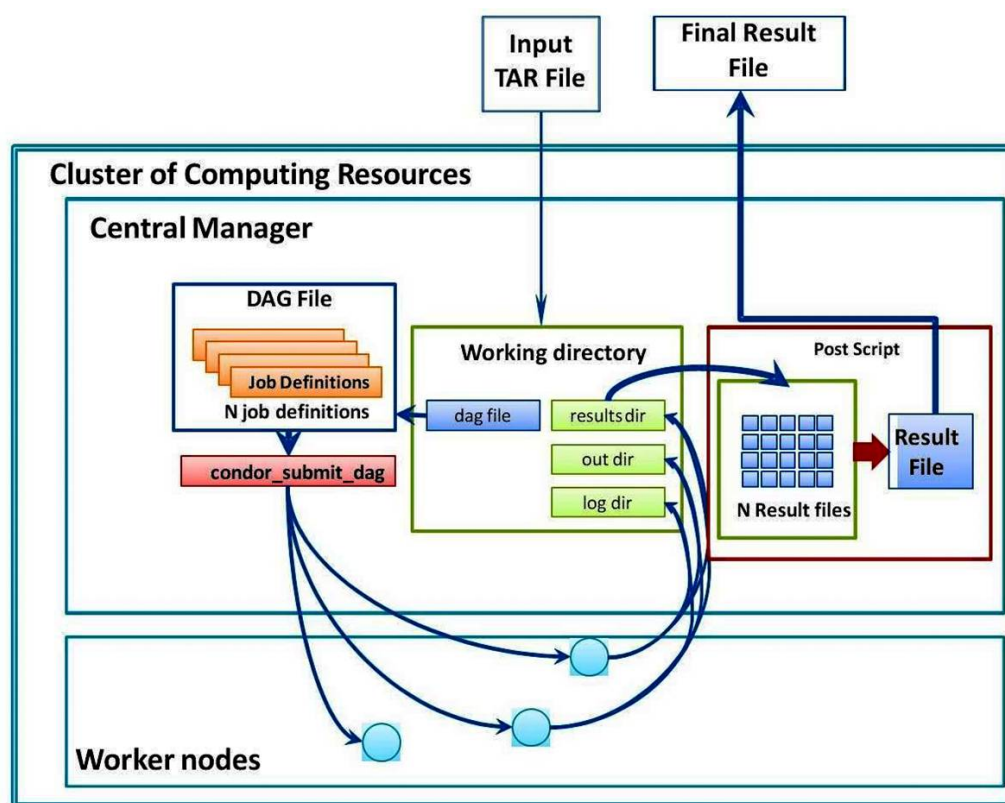 Input
TAR File
Final Result
File
Cluster of Computing Resources
Central Manager
DAG File
Job Definitions
N job definitions
condor_submit_dag
Working directory
dag file
results dir
out dir
log dir
Post Script
N Result files
Result
File
Worker nodes